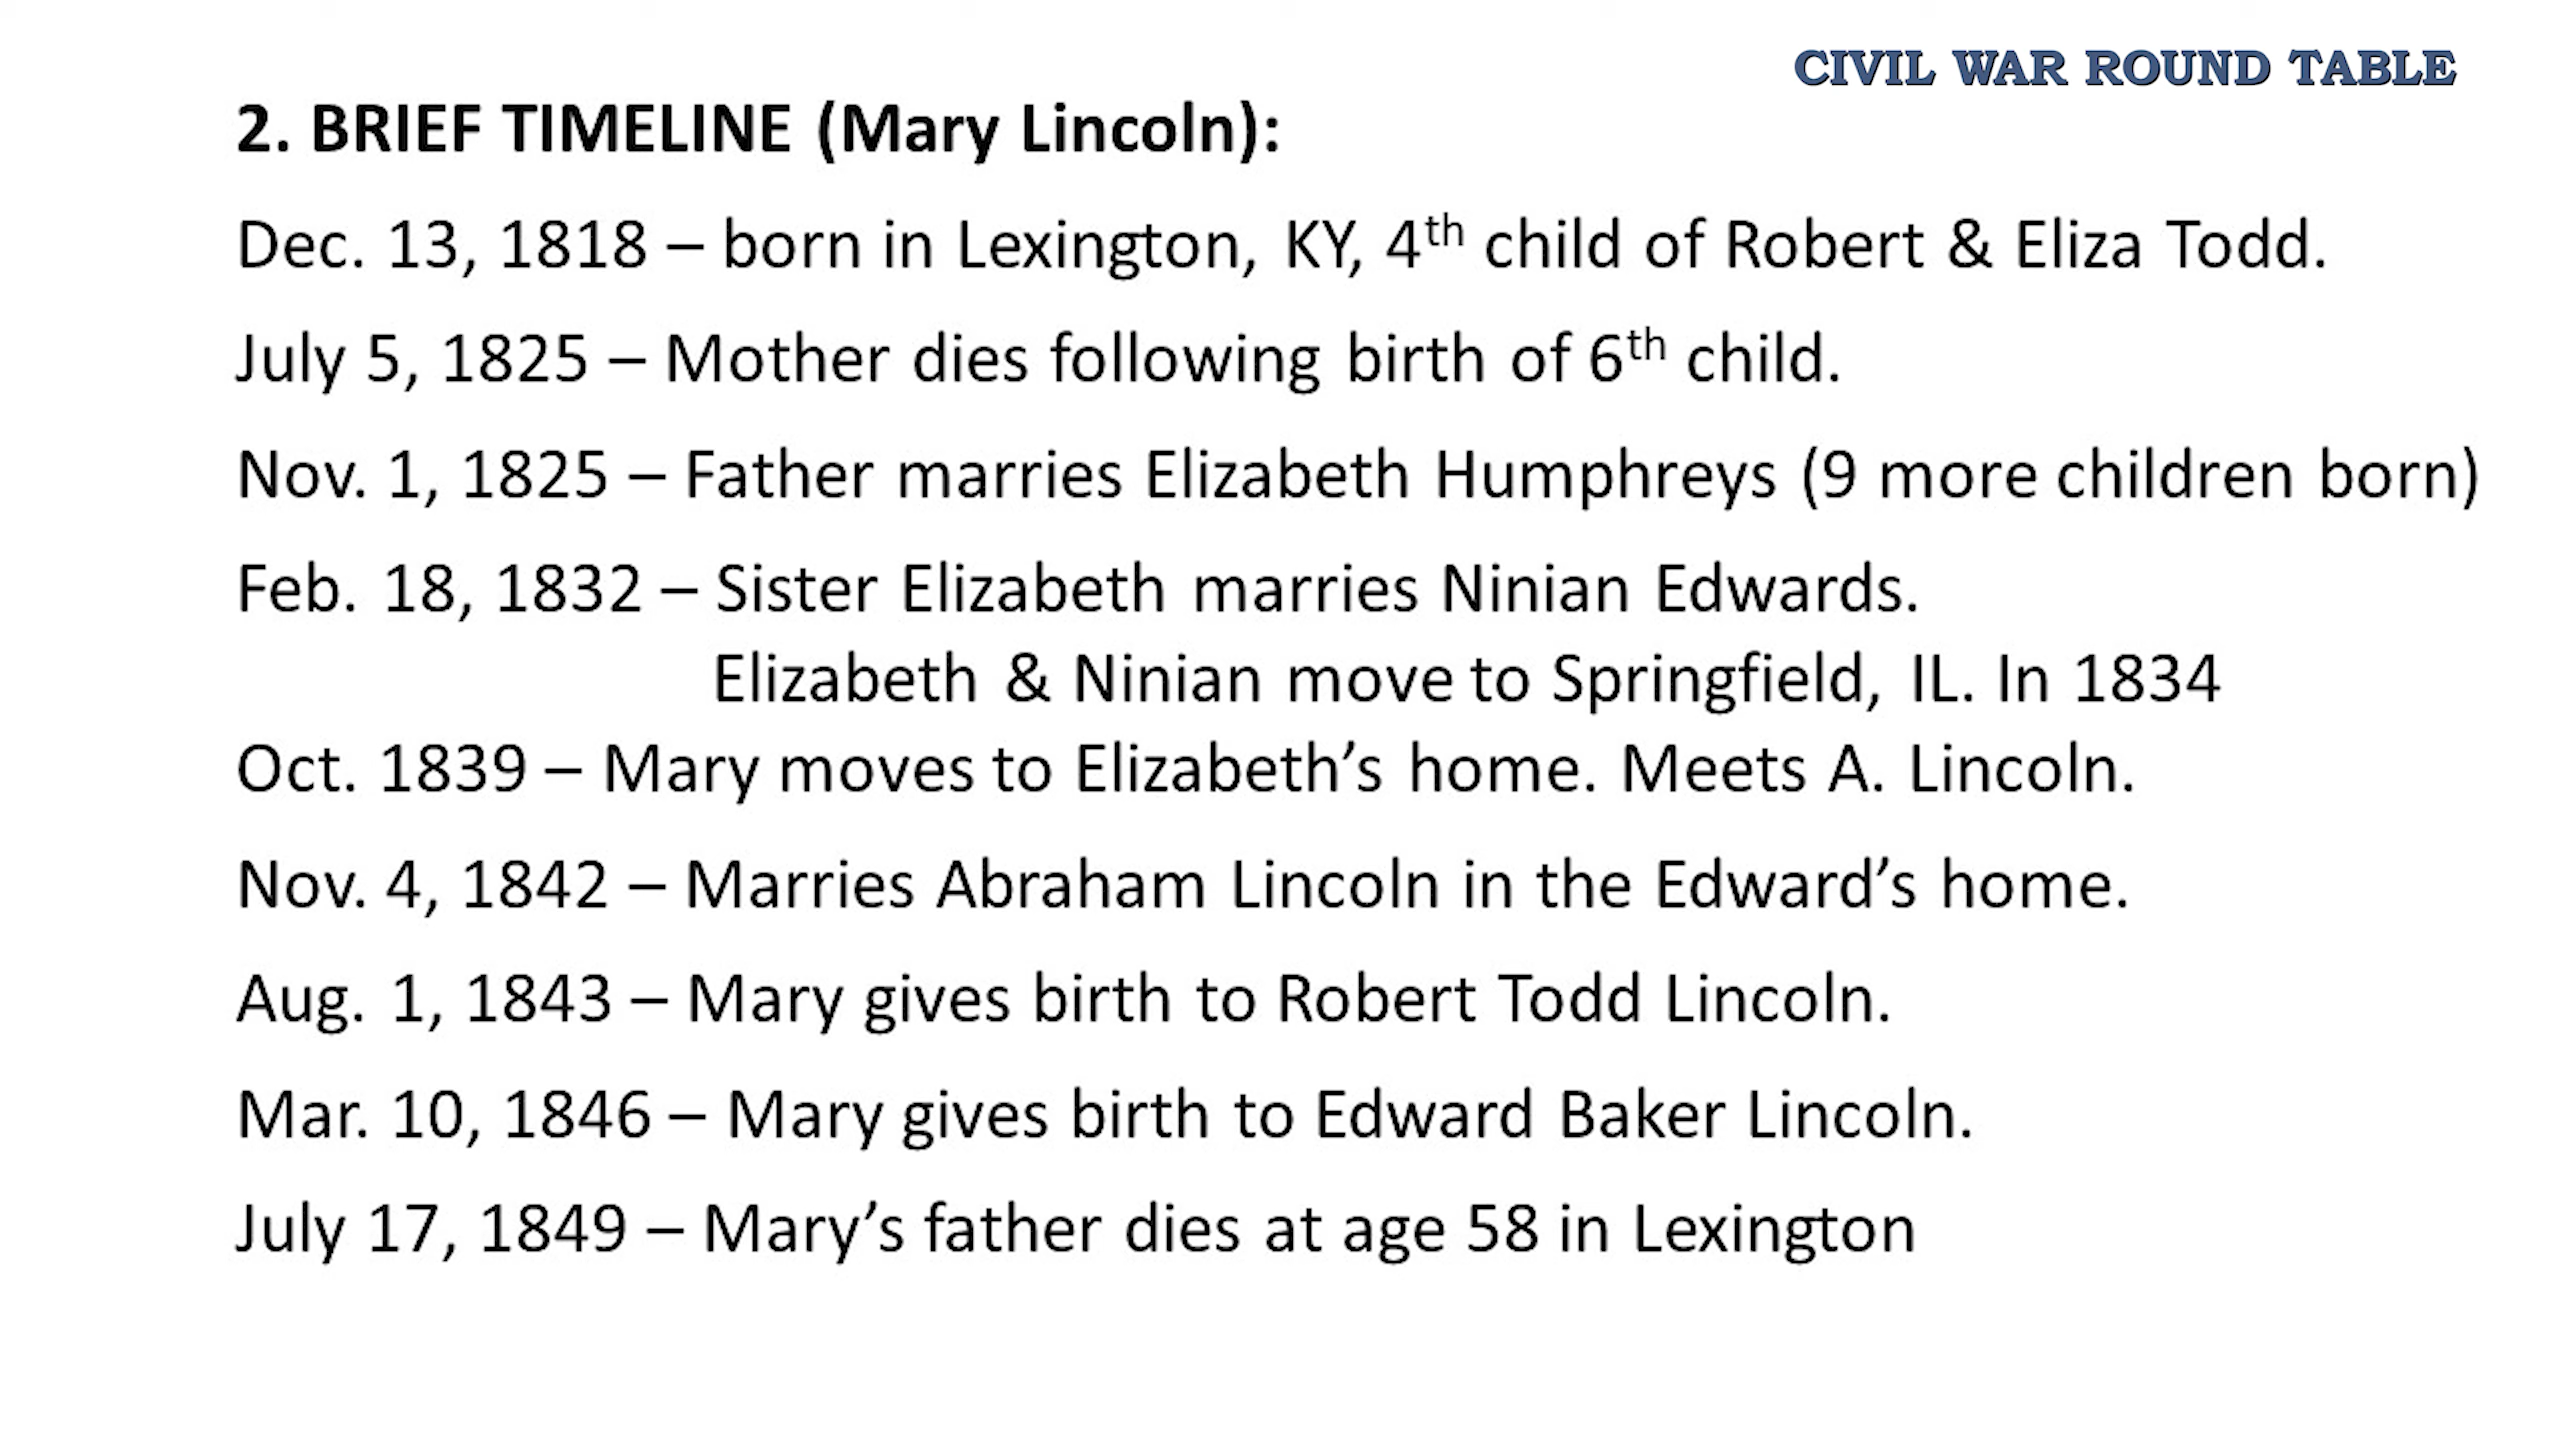 CIVIL WAR ROUND TABLE
2. BRIEF TIMELINE (Mary Lincoln):
Dec. 13, 1818 – born in Lexington, KY, 4th child of Robert & Eliza Todd.
July 5, 1825 – Mother dies following birth of 6th child.
Nov. 1, 1825 – Father marries Elizabeth Humphreys (9 more children born)
Feb. 18, 1832 – Sister Elizabeth marries Ninian Edwards.
Elizabeth & Ninian move to Springfield, IL. In 1834
Oct. 1839 – Mary moves to Elizabeth’s home. Meets A. Lincoln.
Nov. 4, 1842 – Marries Abraham Lincoln in the Edward’s home.
Aug. 1, 1843 – Mary gives birth to Robert Todd Lincoln.
Mar. 10, 1846 – Mary gives birth to Edward Baker Lincoln.
July 17, 1849 – Mary’s father dies at age 58 in Lexington